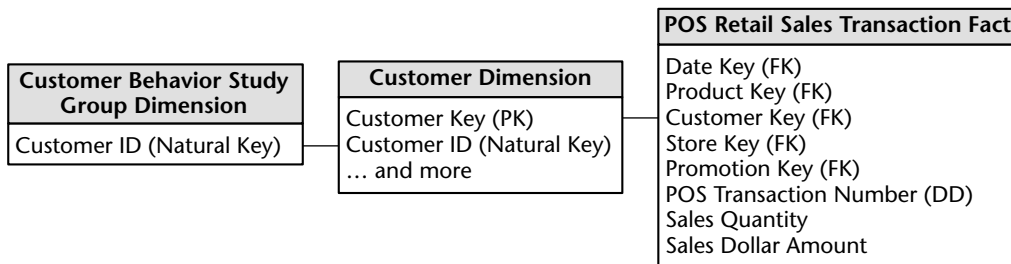 Customer Behavior Study
Group Dimension
Customer ID (Natural Key)
Customer Dimension
Customer Key (PK)
Customer ID (Natural Key)
… and more
POS Retail Sales Transaction Fact
Date Key (FK)
Product Key (FK)
Customer Key (FK)
Store Key (FK)
Promotion Key (FK)
POS Transaction Number (DD)
Sales Quantity
Sales Dollar Amount